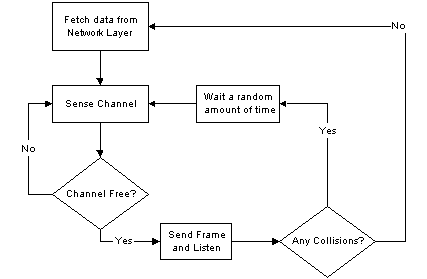 Fetch data from
Network Layer
No
Sense Channel
Wait a random
amount of time
Yes
No
Channel Free?
Yes
Send Frame
and Listen
Any Collisions?